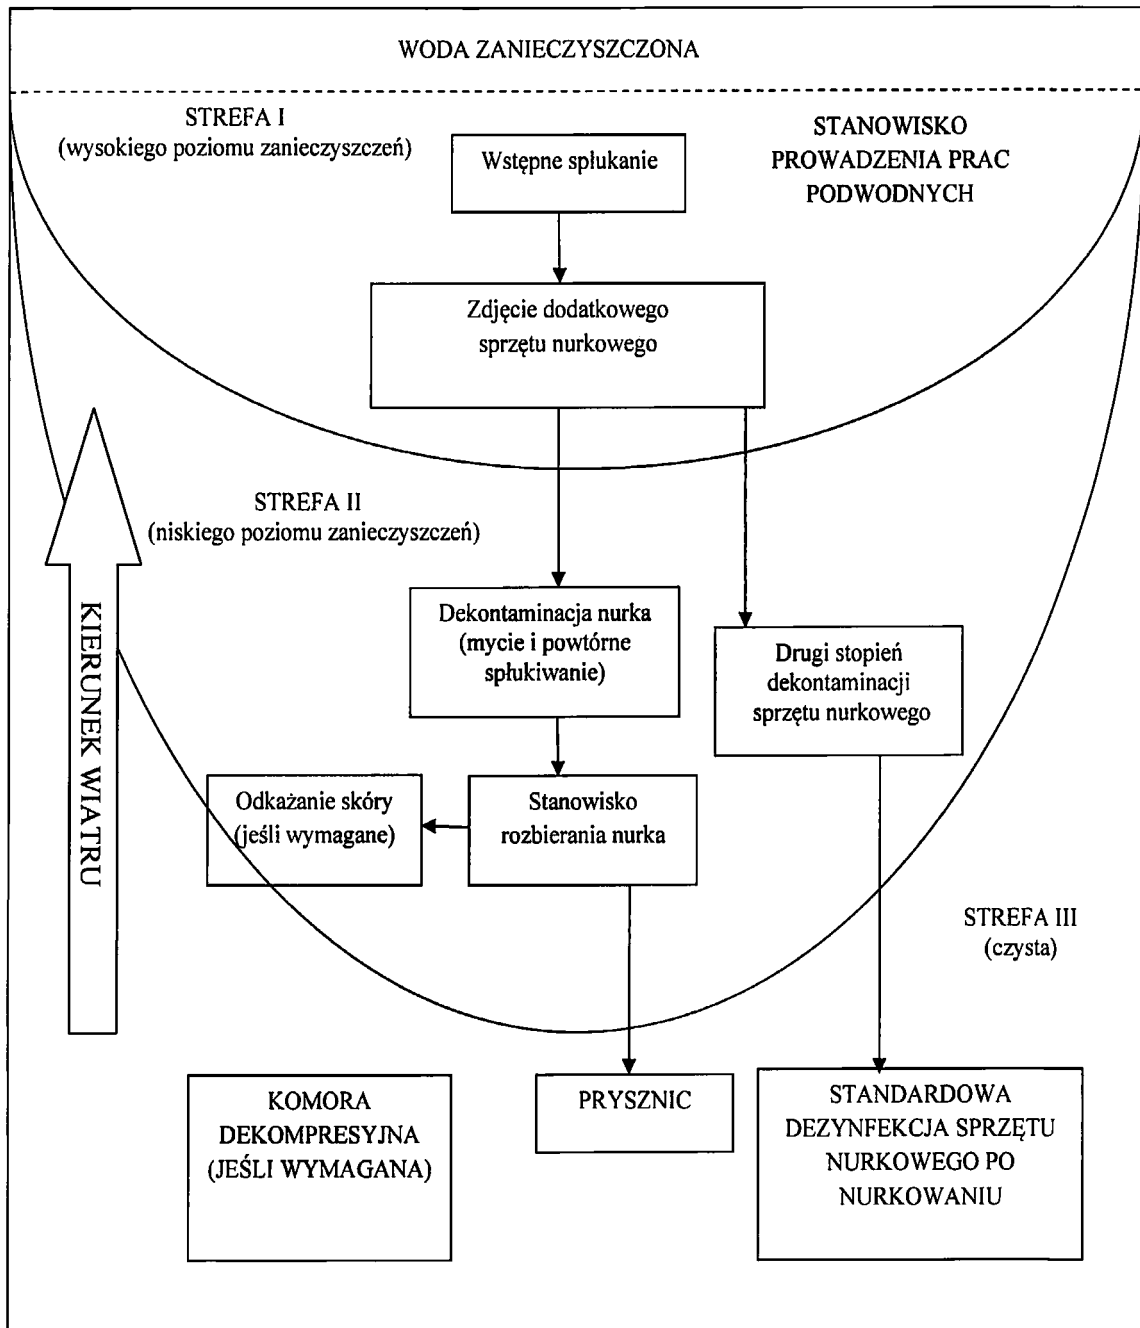 WODA ZANIECZYSZCZONA
STREFA I
(wysokiego poziomu zanieczyszczeń)
Wstępne spłukanie
STANOWISKO
PROWADZENIA PRAC
PODWODNYCH
Zdjęcie dodatkowego
sprzętu nurkowego
STREFA II
(niskiego poziomu zanieczyszczeń)
KIERUNEK WIATRU
Dekontaminacja nurka
(mycie i powtórne
spłukiwanie)
Drugi stopień
dekontaminacji
sprzętu nurkowego
Odkażanie skóry
(jeśli wymagane)
Stanowisko
rozbierania nurka
STREFA III
(czysta)
KOMORA
DEKOMPRESYJNA
(JEŚLI WYMAGANA)
PRYSZNIC
STANDARDOWA
DEZYNFEKCJA SPRZĘTU
NURKOWEGO PO
NURKOWANIU